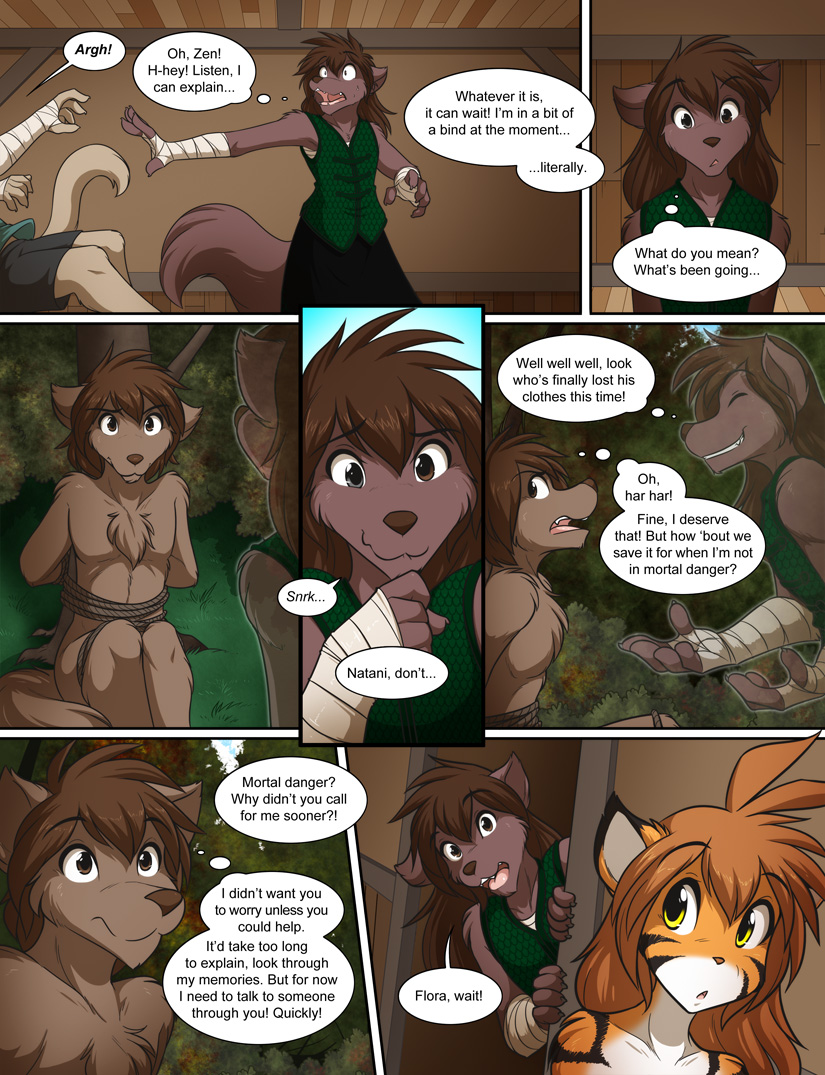 Argh!
Oh, Zen!
H-hey! Listen, I
can explain...
Whatever it is,
it can wait! I'm in a bit of
a bind at the moment...
...literally.
What do you mean?
What's been going...
Snrk...
Natani, don't...
Well well well, look
who's finally lost his
clothes this time!
Oh,
har har!
Fine, I deserve
that! But how 'bout we
save it for when I'm not
in mortal danger?
Mortal danger?
Why didn't you call
for me sooner?!
I didn't want you
to worry unless you
could help.
It'd take too long
to explain, look through
my memories. But for now
I need to talk to someone
through you! Quickly!
Flora, wait!